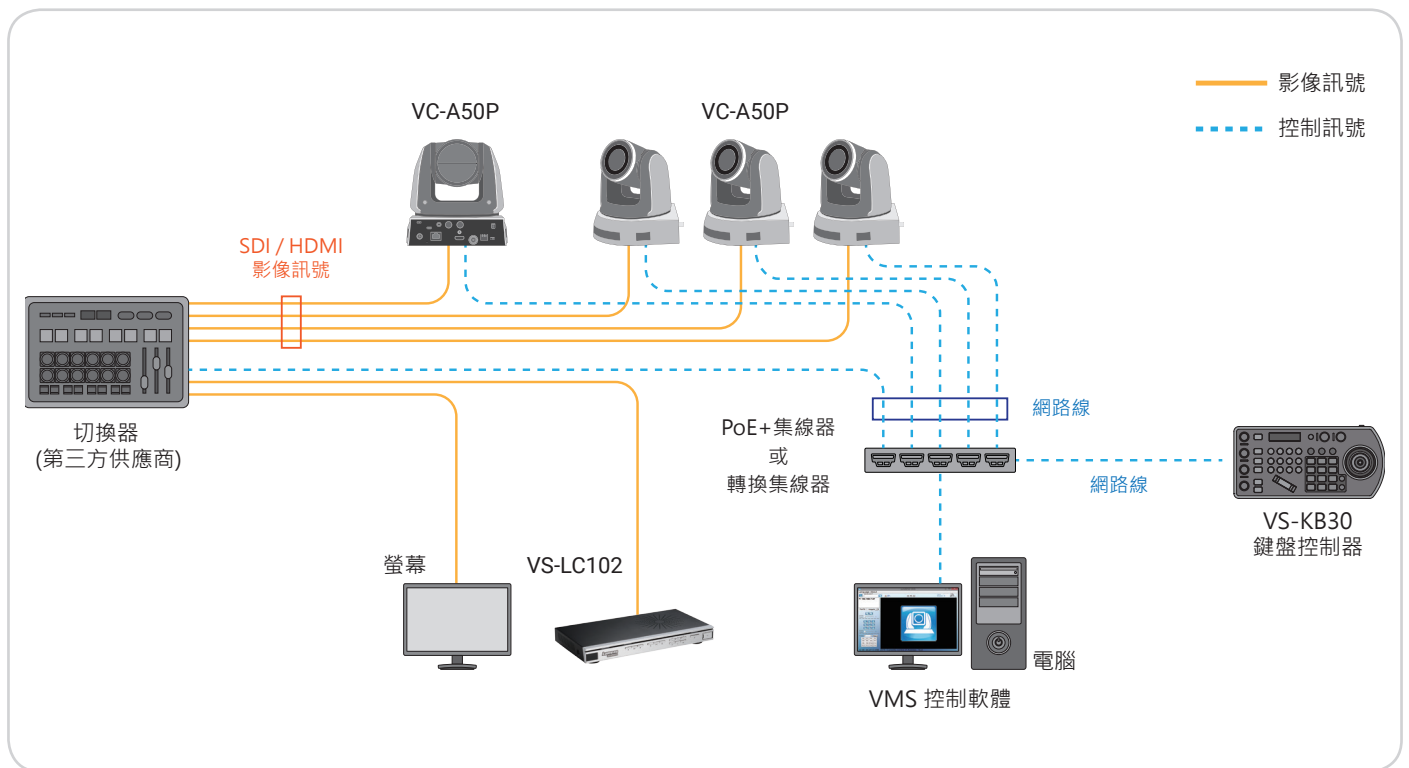 影像訊號
控制訊號
VC-A50P
VC-A50P
SDI / HDMI
影像訊號
切換器
(第三方供應商)
網路線
PoE+集線器
或
轉換集線器
網路線
VS-KB30
鍵盤控制器
螢幕
VS-LC102
電腦
VMS 控制軟體